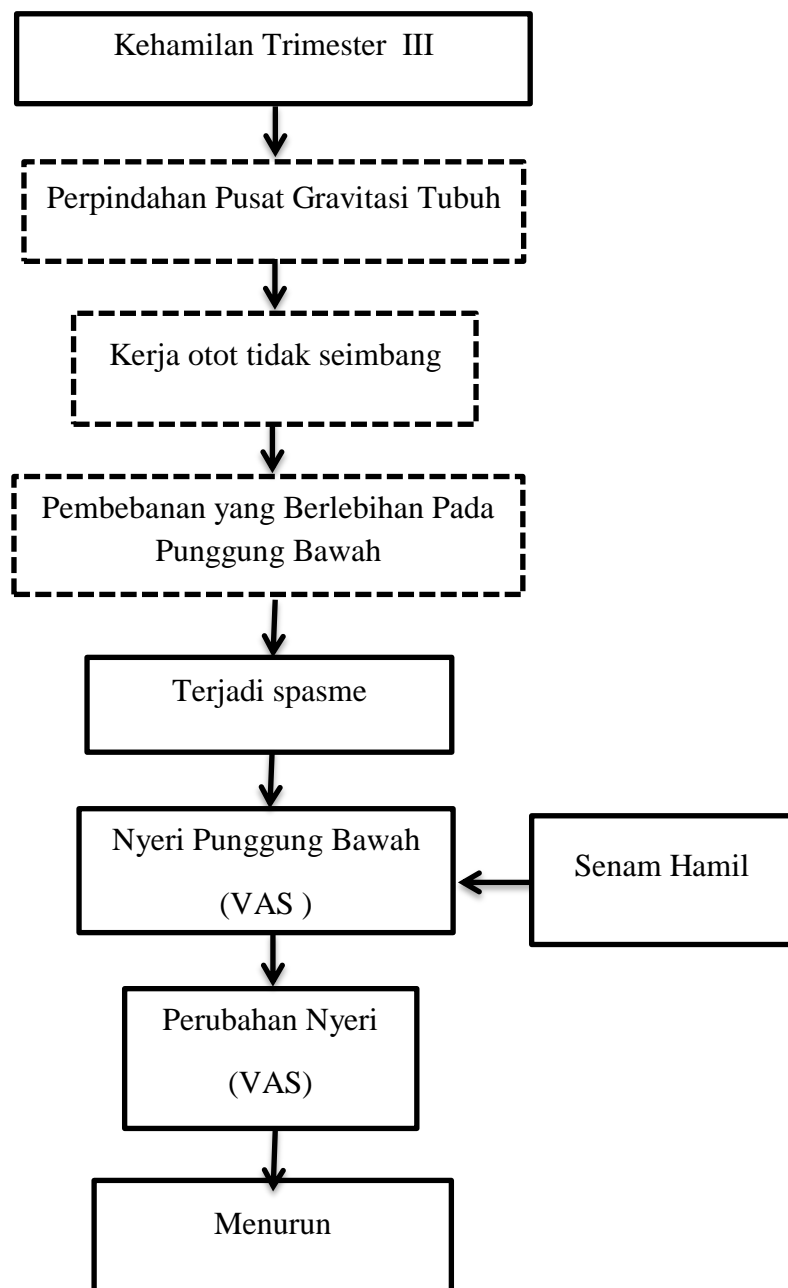 Kehamilan Trimester III
Perpindahan Pusat Gravitasi Tubuh
Kerja otot tidak seimbang
Pembebanan yang Berlebihan Pada
Punggung Bawah
Terjadi spasme
Nyeri Punggung Bawah
(VAS )
Senam Hamil
Perubahan Nyeri
(VAS)
Menurun